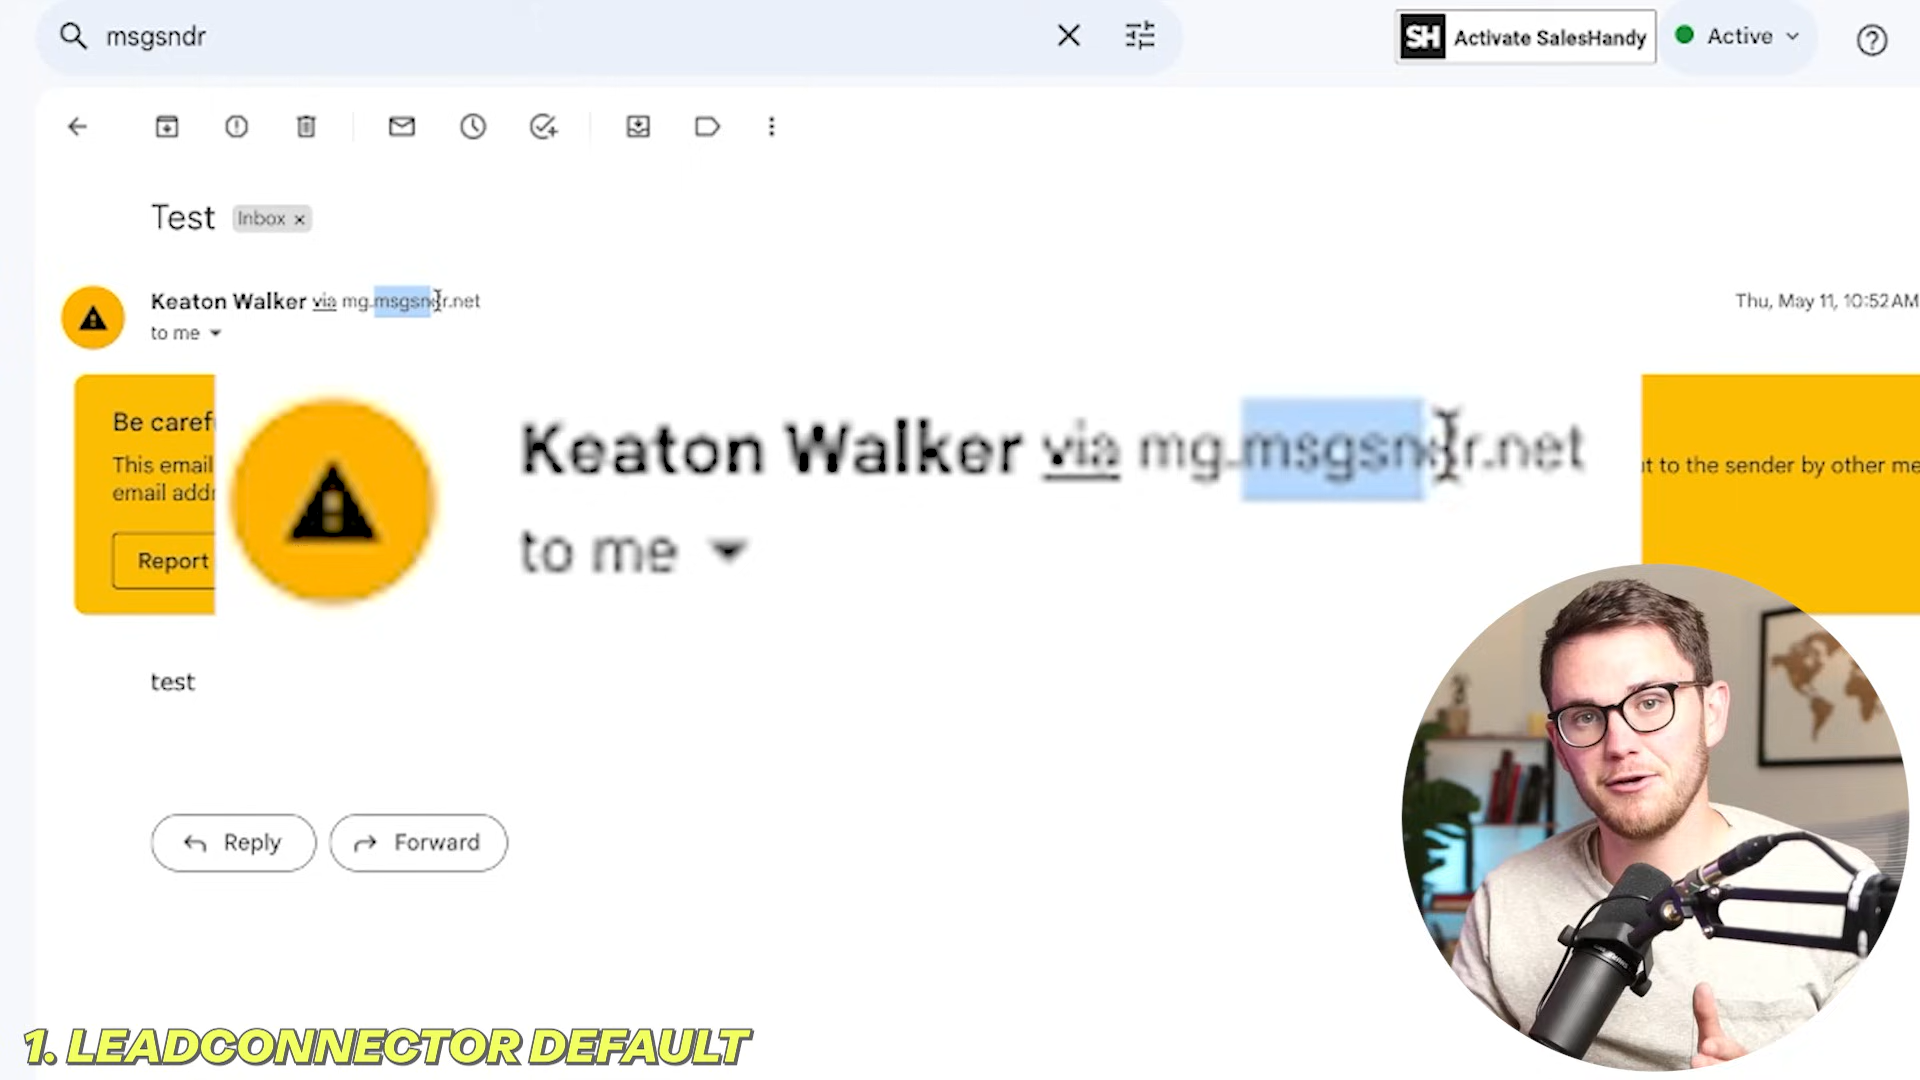 msgsndr
SH Activate SalesHandy
Active
Test
Inbox x
Keaton Walker via mg.msgsndr.net
Thu, May 11, 10:52 AM
to me
Be caref
This email
email addr
Report
Keaton Walker via mg.msgsndr.net
to me
t to the sender by other me
test
Reply
Forward
1. LEADCONNECTOR DEFAULT